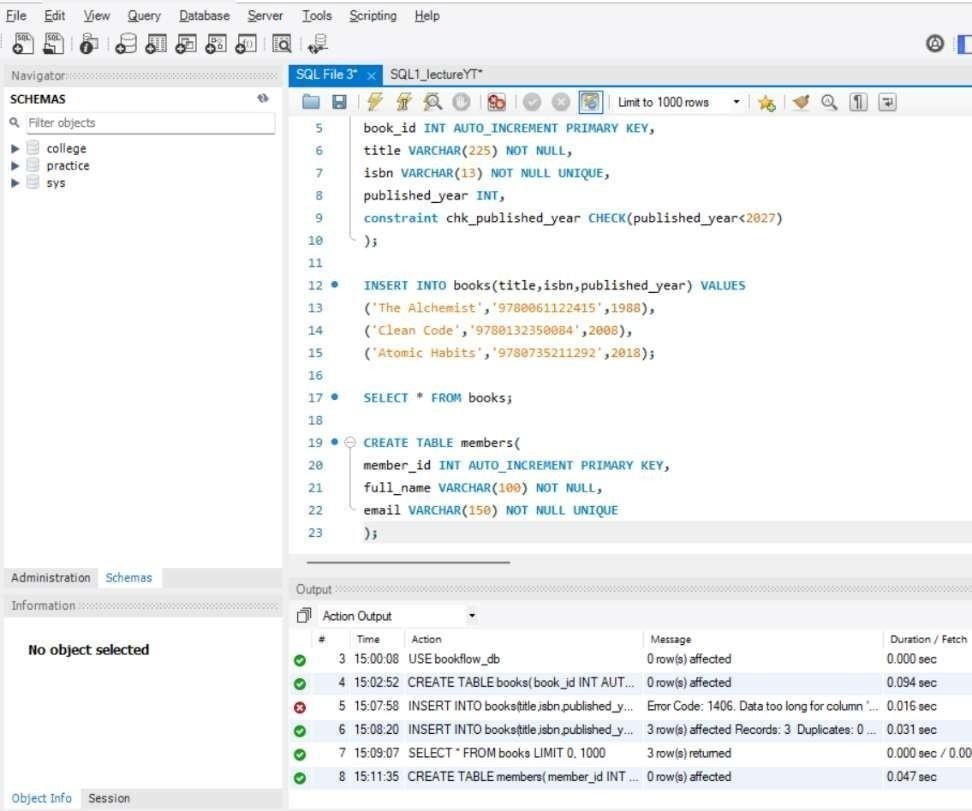 File Edit View Query Database Server Tools Scripting Help
Navigator
SCHEMAS
Filter objects
college
practice
sys
Administration Schemas
Information
No object selected
Object Info Session
SQL File 3* SQL1_lectureYT*
Limit to 1000 rows
5 book_id INT AUTO_INCREMENT PRIMARY KEY,
6 title VARCHAR(225) NOT NULL,
7 isbn VARCHAR(13) NOT NULL UNIQUE,
8 published_year INT,
9 constraint chk_published_year CHECK(published_year<2027)
10 );
11
12 INSERT INTO books(title,isbn,published_year) VALUES
13 ('The Alchemist','9780061122415',1988),
14 ('Clean Code','9780132350084',2008),
15 ('Atomic Habits','9780735211292',2018);
16
17 SELECT * FROM books;
18
19 CREATE TABLE members(
20 member_id INT AUTO_INCREMENT PRIMARY KEY,
21 full_name VARCHAR(100) NOT NULL,
22 email VARCHAR(150) NOT NULL UNIQUE
23 );
Output
Action Output
# Time Action Message Duration / Fetch
3 15:00:08 USE bookflow_db 0 row(s) affected 0.000 sec
4 15:02:52 CREATE TABLE books( book_id INT AUT... 0 row(s) affected 0.094 sec
5 15:07:58 INSERT INTO books(title,isbn,published_y... Error Code: 1406. Data too long for column '... 0.016 sec
6 15:08:20 INSERT INTO books(title,isbn,published_y... 3 row(s) affected Records: 3 Duplicates: 0 ... 0.031 sec
7 15:09:07 SELECT * FROM books LIMIT 0, 1000 3 row(s) returned 0.000 sec / 0.00
8 15:11:35 CREATE TABLE members( member_id INT ... 0 row(s) affected 0.047 sec